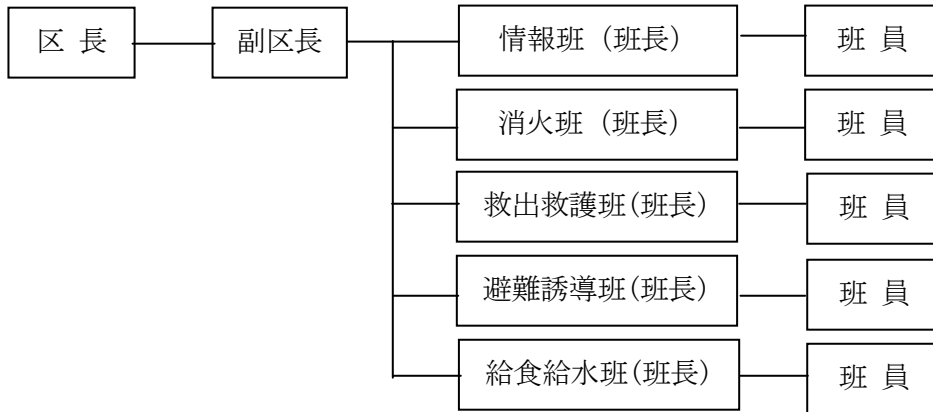 区 長 副区長 情報班 (班長) 班 員
消火班 (班長) 班 員
救出救護班(班長) 班 員
避難誘導班(班長) 班 員
給食給水班(班長) 班 員